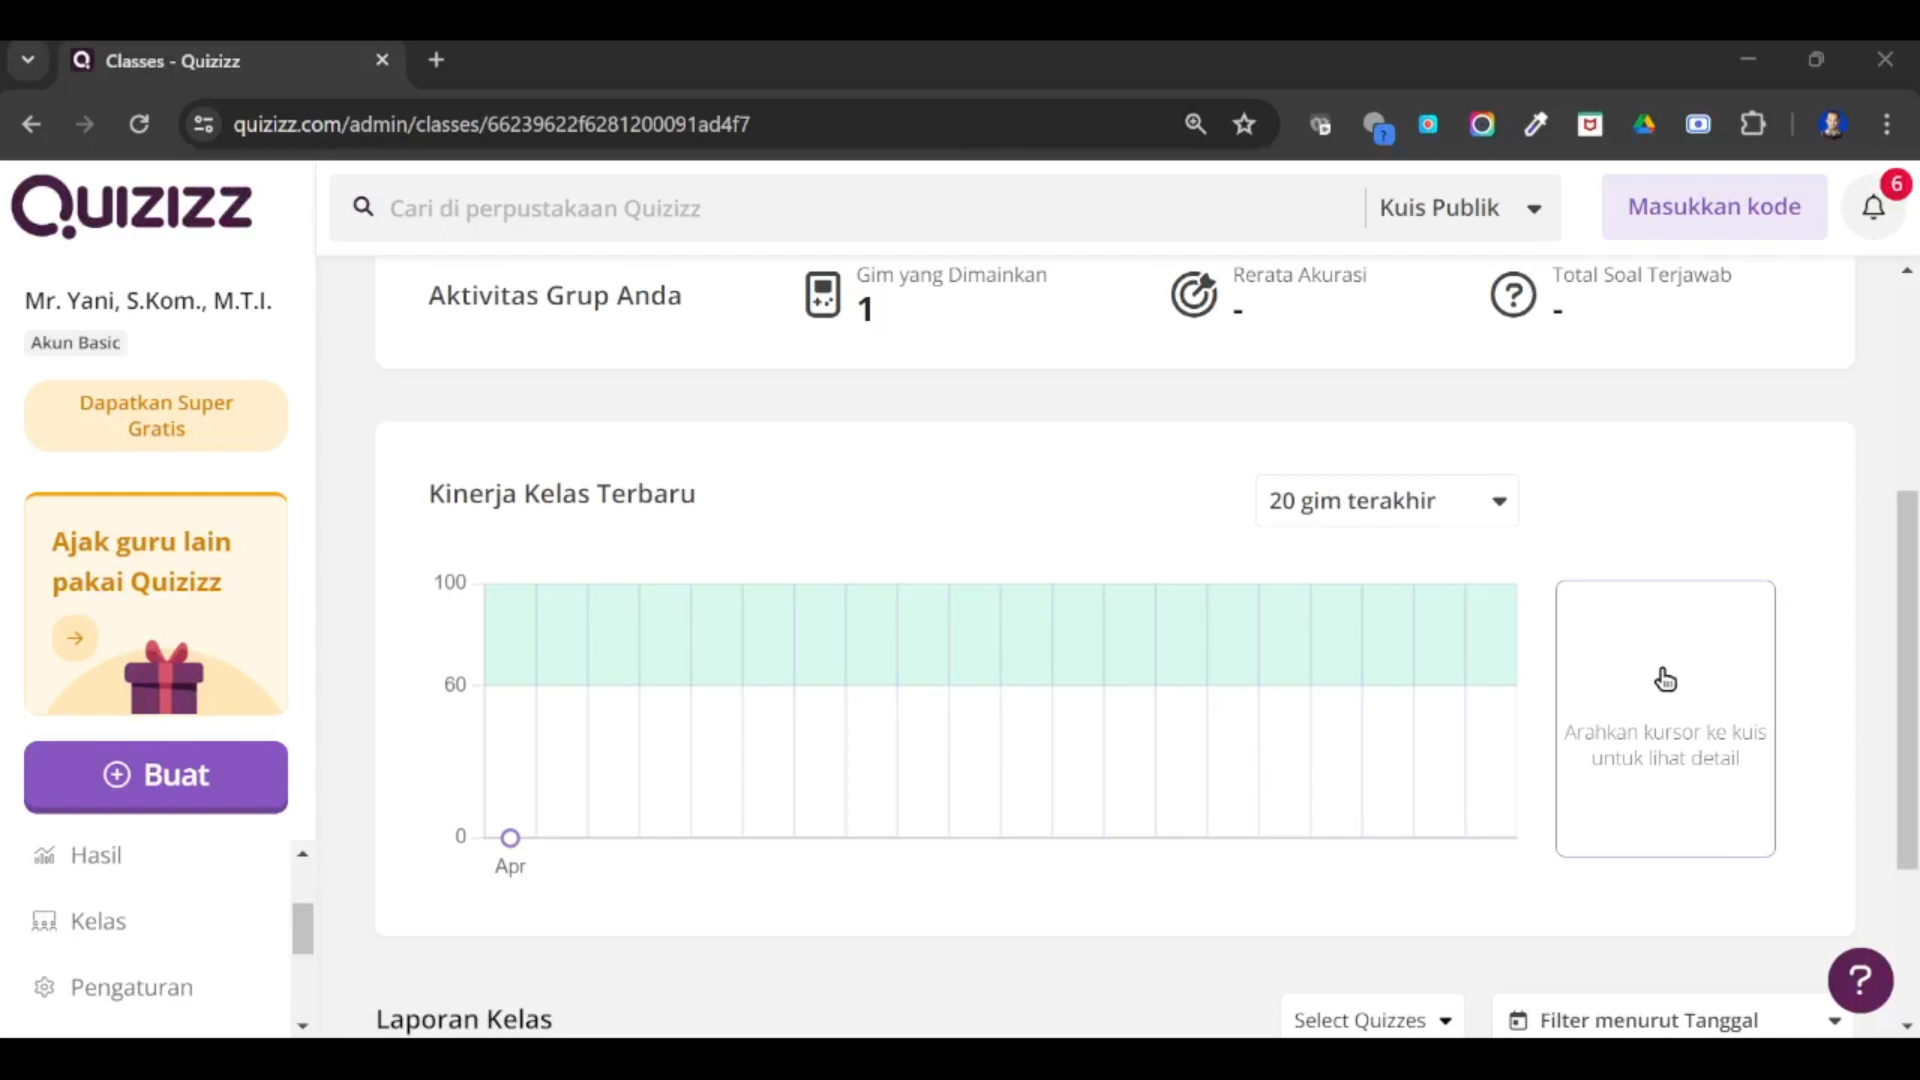 Classes - Quizizz
quizizz.com/admin/classes/66239622f6281200091ad4f7
QUIZIZZ
Cari di perpustakaan Quizizz
Kuis Publik
Masukkan kode
6
Mr. Yani, S.Kom., M.T.I.
Akun Basic
Dapatkan Super
Gratis
Ajak guru lain
pakai Quizizz
Buat
Hasil
Kelas
Pengaturan
Aktivitas Grup Anda
Gim yang Dimainkan
1
Rerata Akurasi
-
Total Soal Terjawab
-
Kinerja Kelas Terbaru
20 gim terakhir
100
60
0
Apr
Arahkan kursor ke kuis
untuk lihat detail
Laporan Kelas
Select Quizzes
Filter menurut Tanggal
?